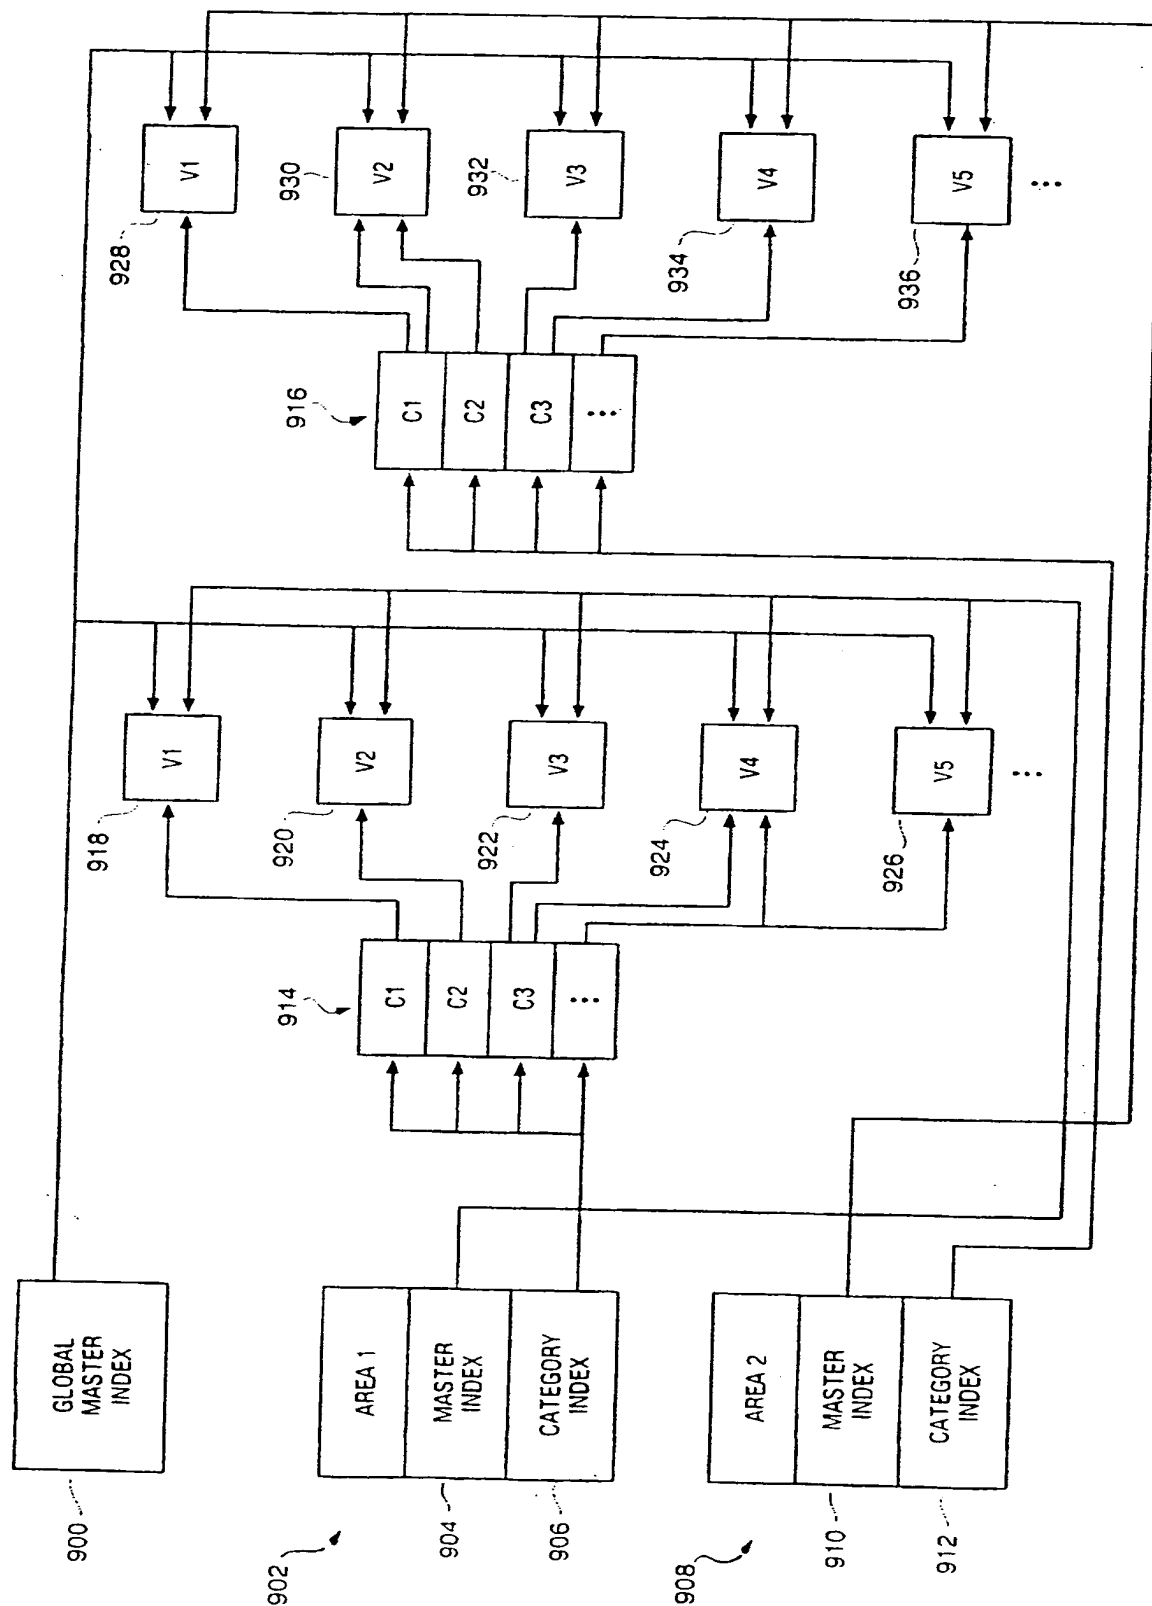 GLOBAL
MASTER
INDEX
900
902
AREA 1
MASTER
INDEX
904
CATEGORY
INDEX
906
908
AREA 2
MASTER
INDEX
910
CATEGORY
INDEX
912
914
C1
C2
C3
...
918
V1
920
V2
922
V3
924
V4
926
V5
...
916
C1
C2
C3
...
928
V1
930
V2
932
V3
934
V4
936
V5
...